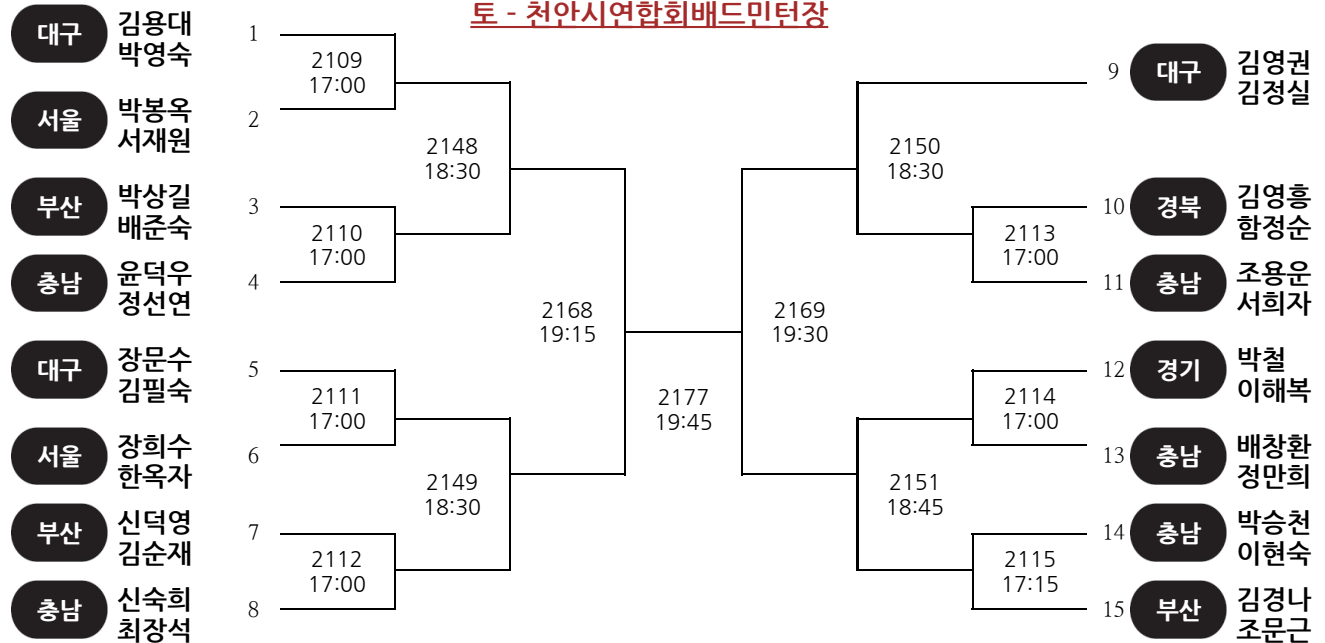 토 - 천안시연합회배드민턴장
대구 김용대 박영숙 1
서울 박봉옥 서재원 2
2109
17:00
부산 박상길 배준숙 3
충남 윤덕우 정선연 4
2110
17:00
2148
18:30
대구 장문수 김필숙 5
서울 장희수 한옥자 6
2111
17:00
부산 신덕영 김순재 7
충남 신숙희 최장석 8
2112
17:00
2149
18:30
2168
19:15
2177
19:45
2169
19:30
9 대구 김영권 김정실
2150
18:30
10 경북 김영흥 함정순
11 충남 조용운 서희자
2113
17:00
12 경기 박철 이해복
13 충남 배창환 정만희
2114
17:00
2151
18:45
14 충남 박승천 이현숙
15 부산 김경나 조문근
2115
17:15